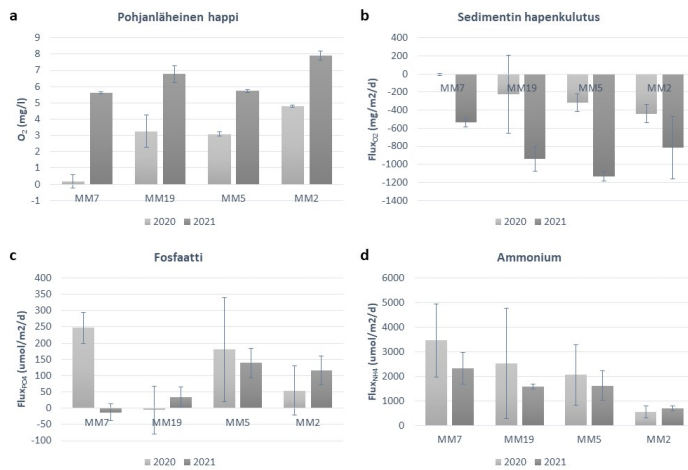 a
Pohjanläheinen happi
O2 (mg/l)
9
8
7
6
5
4
3
2
1
0
-1
MM7 MM19 MM5 MM2
2020 2021
b
Sedimentin hapenkulutus
FluxO2 (mg/m2/d)
400
200
0
-200
-400
-600
-800
-1000
-1200
-1400
MM7 MM19 MM5 MM2
2020 2021
c
Fosfaatti
FluxPO4 (umol/m2/d)
400
350
300
250
200
150
100
50
0
-50
-100
MM7 MM19 MM5 MM2
2020 2021
d
Ammonium
FluxNH4 (umol/m2/d)
6000
5000
4000
3000
2000
1000
0
MM7 MM19 MM5 MM2
2020 2021